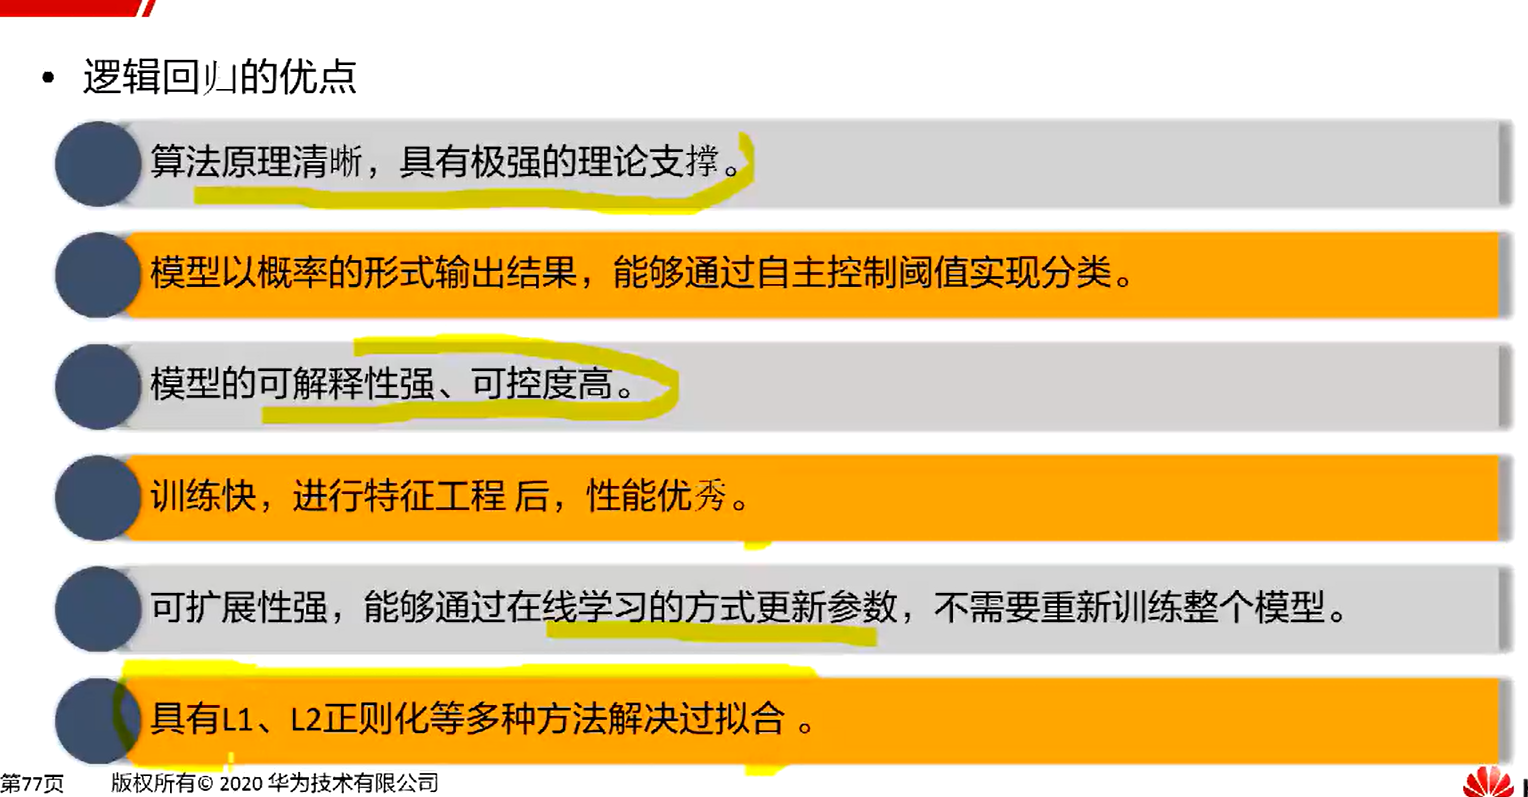 • 逻辑回归的优点
算法原理清晰，具有极强的理论支撑。
模型以概率的形式输出结果，能够通过自主控制阈值实现分类。
模型的可解释性强、可控度高。
训练快，进行特征工程 后，性能优秀。
可扩展性强，能够通过在线学习的方式更新参数，不需要重新训练整个模型。
具有L1、L2正则化等多种方法解决过拟合 。
第77页 版权所有© 2020 华为技术有限公司